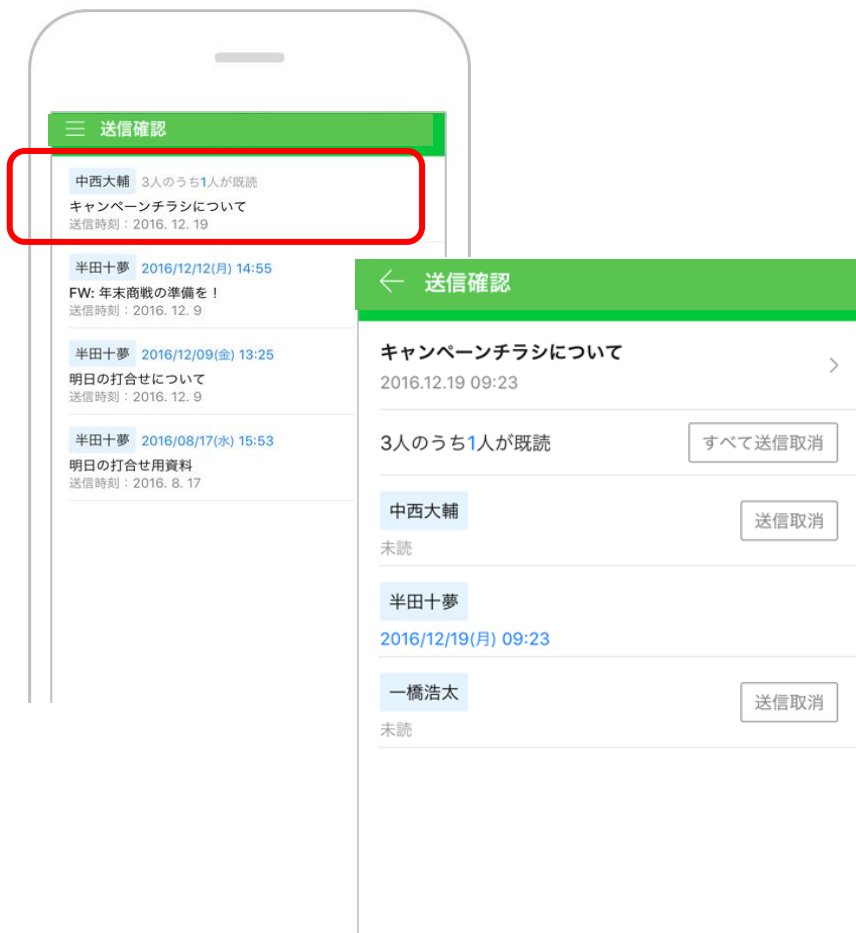 送信確認
中西大輔 3人のうち1人が既読
キャンペーンチラシについて
送信時刻：2016. 12. 19
半田十夢 2016/12/12(月) 14:55
FW: 年末商戦の準備を！
送信時刻：2016. 12. 9
半田十夢 2016/12/09(金) 13:25
明日の打合せについて
送信時刻：2016. 12. 9
半田十夢 2016/08/17(水) 15:53
明日の打合せ用資料
送信時刻：2016. 8. 17
送信確認
キャンペーンチラシについて
2016.12.19 09:23
3人のうち1人が既読 すべて送信取消
中西大輔 送信取消
未読
半田十夢
2016/12/19(月) 09:23
一橋浩太 送信取消
未読